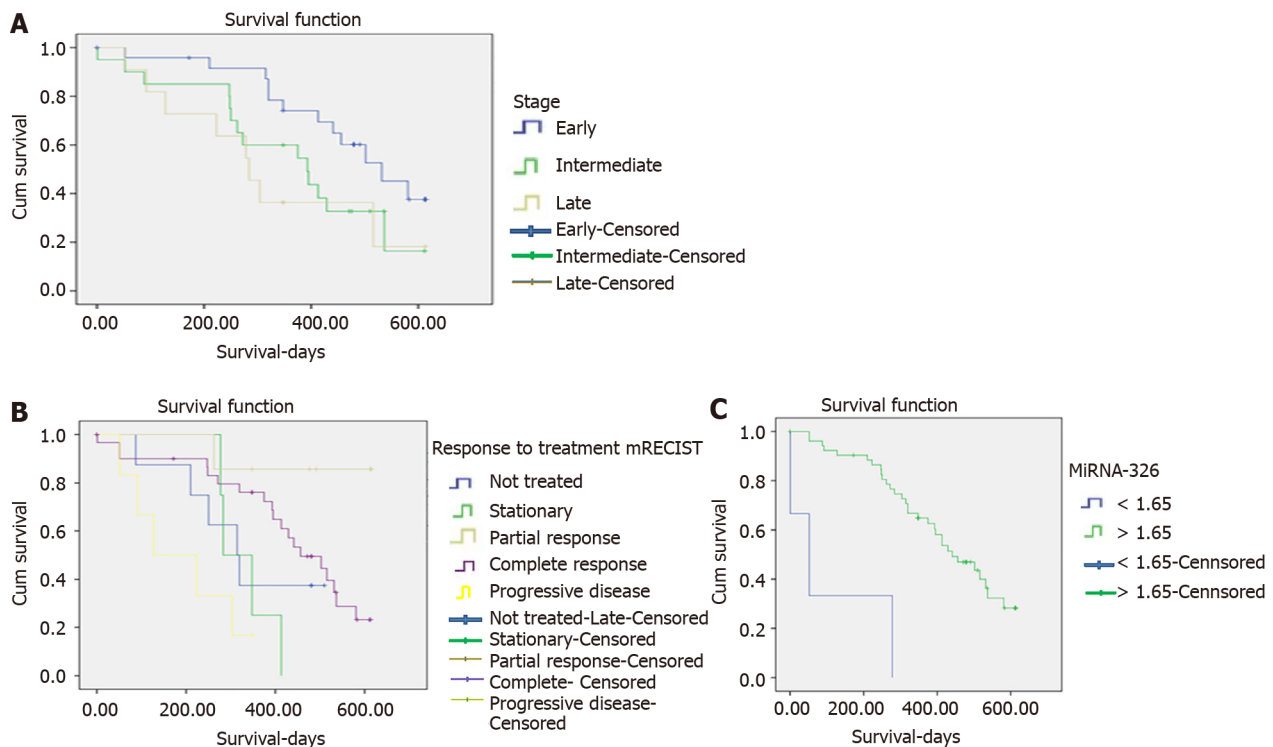 A
Survival function
Cum survival
1.0
0.8
0.6
0.4
0.2
0.0
0.00 200.00 400.00 600.00
Survival-days
Stage
Early
Intermediate
Late
Early-Censored
Intermediate-Censored
Late-Censored
B
Survival function
Cum survival
1.0
0.8
0.6
0.4
0.2
0.0
0.00 200.00 400.00 600.00
Survival-days
Response to treatment mRECIST
Not treated
Stationary
Partial response
Complete response
Progressive disease
Not treated-Late-Censored
Stationary-Censored
Partial response-Censored
Complete- Censored
Progressive disease-
Censored
C
Survival function
Cum survival
1.0
0.8
0.6
0.4
0.2
0.0
0.00 200.00 400.00 600.00
Survival-days
MiRNA-326
< 1.65
> 1.65
< 1.65-Cennsored
> 1.65-Cennsored